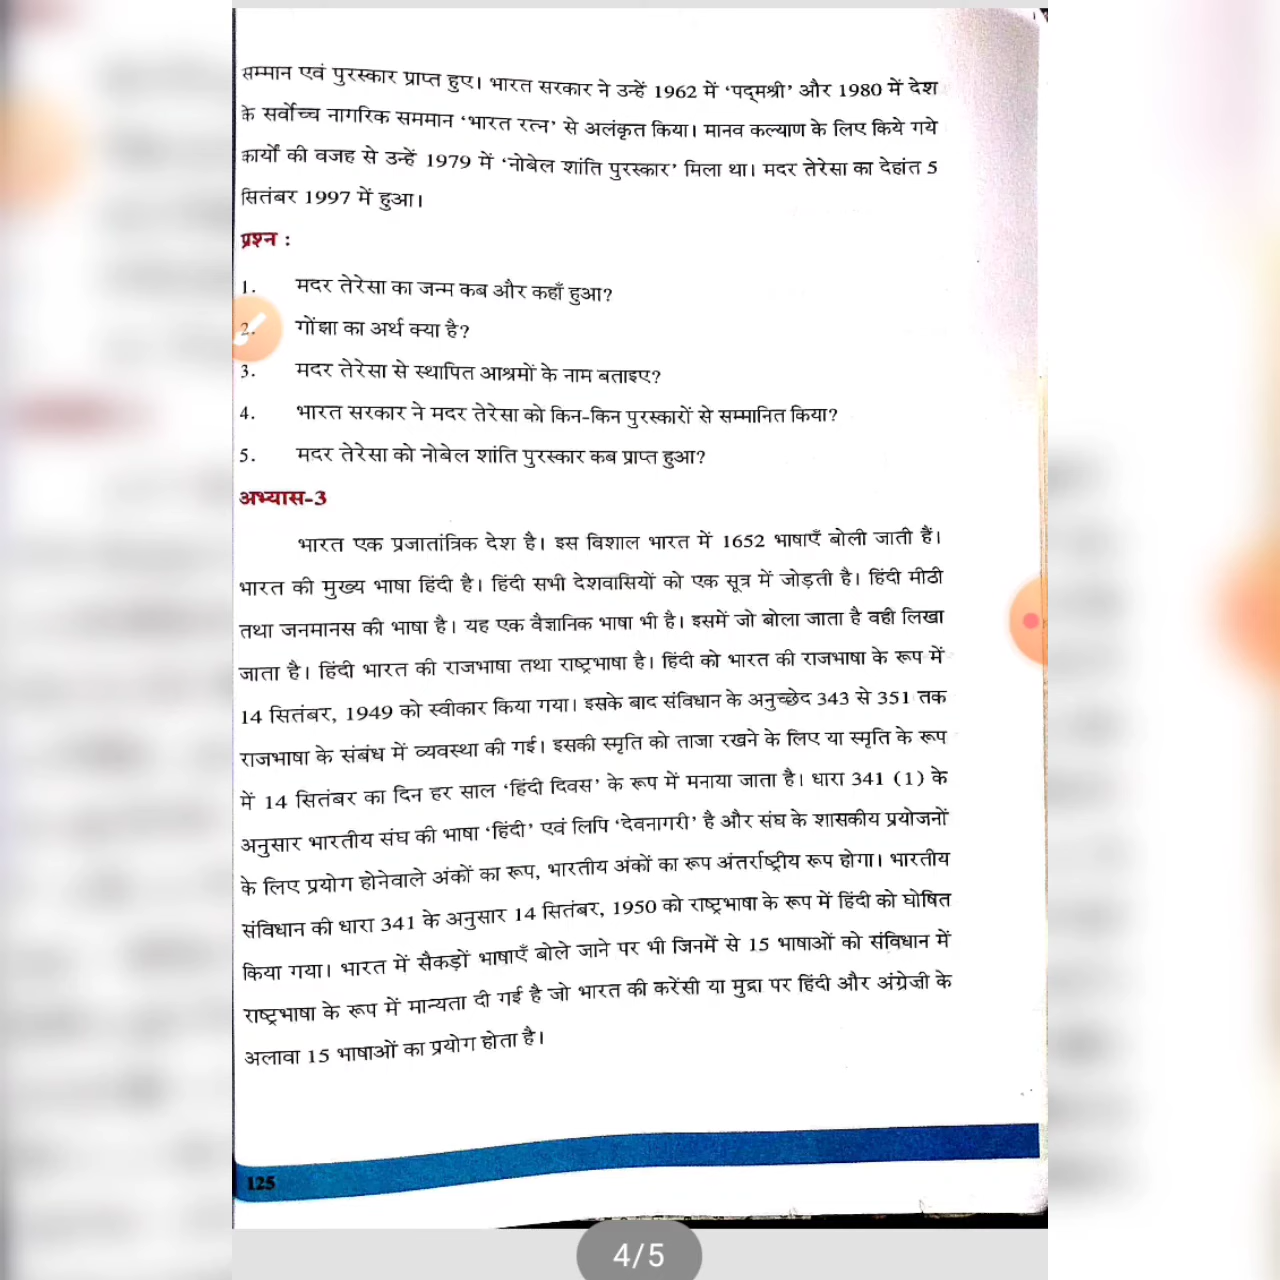 सम्मान एवं पुरस्कार प्राप्त हुए। भारत सरकार ने उन्हें 1962 में ‘पद्मश्री’ और 1980 में देश
के सर्वोच्च नागरिक सममान ‘भारत रत्न’ से अलंकृत किया। मानव कल्याण के लिए किये गये
कार्यों की वजह से उन्हें 1979 में ‘नोबेल शांति पुरस्कार’ मिला था। मदर तेरेसा का देहांत 5
सितंबर 1997 में हुआ।
प्रश्न :
1. मदर तेरेसा का जन्म कब और कहाँ हुआ?
2. गोंझा का अर्थ क्या है?
3. मदर तेरेसा से स्थापित आश्रमों के नाम बताइए?
4. भारत सरकार ने मदर तेरेसा को किन-किन पुरस्कारों से सम्मानित किया?
5. मदर तेरेसा को नोबेल शांति पुरस्कार कब प्राप्त हुआ?
अभ्यास-3
भारत एक प्रजातांत्रिक देश है। इस विशाल भारत में 1652 भाषाएँ बोली जाती हैं।
भारत की मुख्य भाषा हिंदी है। हिंदी सभी देशवासियों को एक सूत्र में जोड़ती है। हिंदी मीठी
तथा जनमानस की भाषा है। यह एक वैज्ञानिक भाषा भी है। इसमें जो बोला जाता है वही लिखा
जाता है। हिंदी भारत की राजभाषा तथा राष्ट्रभाषा है। हिंदी को भारत की राजभाषा के रूप में
14 सितंबर, 1949 को स्वीकार किया गया। इसके बाद संविधान के अनुच्छेद 343 से 351 तक
राजभाषा के संबंध में व्यवस्था की गई। इसकी स्मृति को ताजा रखने के लिए या स्मृति के रूप
में 14 सितंबर का दिन हर साल ‘हिंदी दिवस’ के रूप में मनाया जाता है। धारा 341 (1) के
अनुसार भारतीय संघ की भाषा ‘हिंदी’ एवं लिपि ‘देवनागरी’ है और संघ के शासकीय प्रयोजनों
के लिए प्रयोग होनेवाले अंकों का रूप, भारतीय अंकों का रूप अंतर्राष्ट्रीय रूप होगा। भारतीय
संविधान की धारा 341 के अनुसार 14 सितंबर, 1950 को राष्ट्रभाषा के रूप में हिंदी को घोषित
किया गया। भारत में सैकड़ों भाषाएँ बोले जाने पर भी जिनमें से 15 भाषाओं को संविधान में
राष्ट्रभाषा के रूप में मान्यता दी गई है जो भारत की करेंसी या मुद्रा पर हिंदी और अंग्रेजी के
अलावा 15 भाषाओं का प्रयोग होता है।
125
4/5